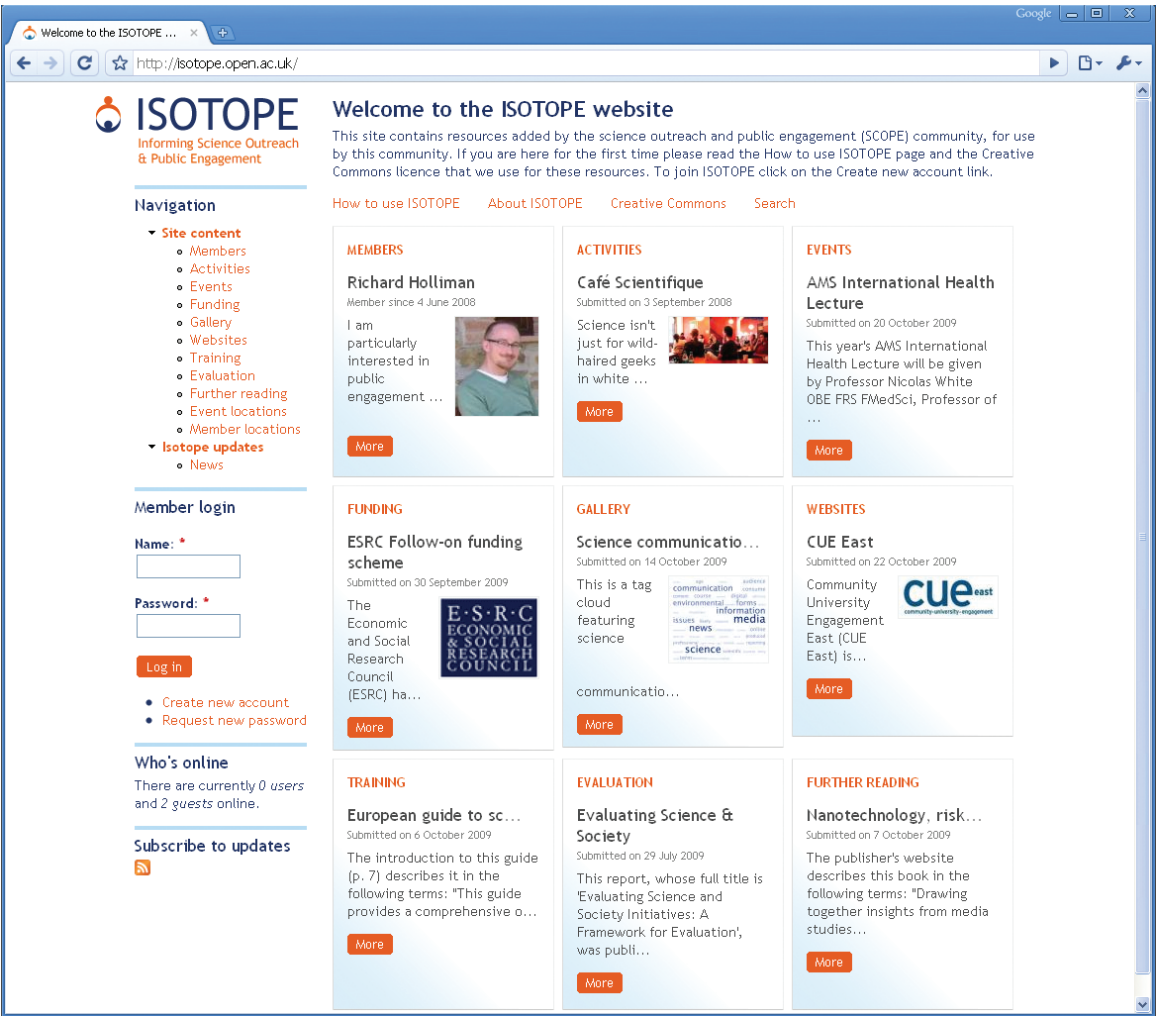 Google
Welcome to the ISOTOPE ...
http://isotope.open.ac.uk/
ISOTOPE
Informing Science Outreach
& Public Engagement
Welcome to the ISOTOPE website
This site contains resources added by the science outreach and public engagement (SCOPE) community, for use
by this community. If you are here for the first time please read the How to use ISOTOPE page and the Creative
Commons licence that we use for these resources. To join ISOTOPE click on the Create new account link.
How to use ISOTOPE About ISOTOPE Creative Commons Search
Navigation
Site content
Members
Activities
Events
Funding
Gallery
Websites
Training
Evaluation
Further reading
Event locations
Member locations
Isotope updates
News
Member login
Name: *
Password: *
Log in
Create new account
Request new password
Who's online
There are currently 0 users
and 2 guests online.
Subscribe to updates
MEMBERS
Richard Holliman
Member since 4 June 2008
I am
particularly
interested in
public
engagement ...
More
ACTIVITIES
Café Scientifique
Submitted on 3 September 2008
Science isn't
just for wild-
haired geeks
in white ...
More
EVENTS
AMS International Health
Lecture
Submitted on 20 October 2009
This year's AMS International
Health Lecture will be given
by Professor Nicolas White
OBE FRS FMedSci, Professor of
...
More
FUNDING
ESRC Follow-on funding
scheme
Submitted on 30 September 2009
The
Economic
and Social
Research
Council
(ESRC) ha...
E·S·R·C
ECONOMIC
& SOCIAL
RESEARCH
COUNCIL
More
GALLERY
Science communicatio...
Submitted on 14 October 2009
This is a tag
cloud
featuring
science
communicatio...
audience
communication consume
environmental forms
information
issues media
news online
science
More
WEBSITES
CUE East
Submitted on 22 October 2009
Community
University
Engagement
East (CUE
East) is...
CUE east
community-university-engagement
More
TRAINING
European guide to sc...
Submitted on 6 October 2009
The introduction to this guide
(p. 7) describes it in the
following terms: "This guide
provides a comprehensive o...
More
EVALUATION
Evaluating Science &
Society
Submitted on 29 July 2009
This report, whose full title is
'Evaluating Science and
Society Initiatives: A
Framework for Evaluation',
was publi...
More
FURTHER READING
Nanotechnology, risk...
Submitted on 7 October 2009
The publisher's website
describes this book in the
following terms: "Drawing
together insights from media
studies...
More